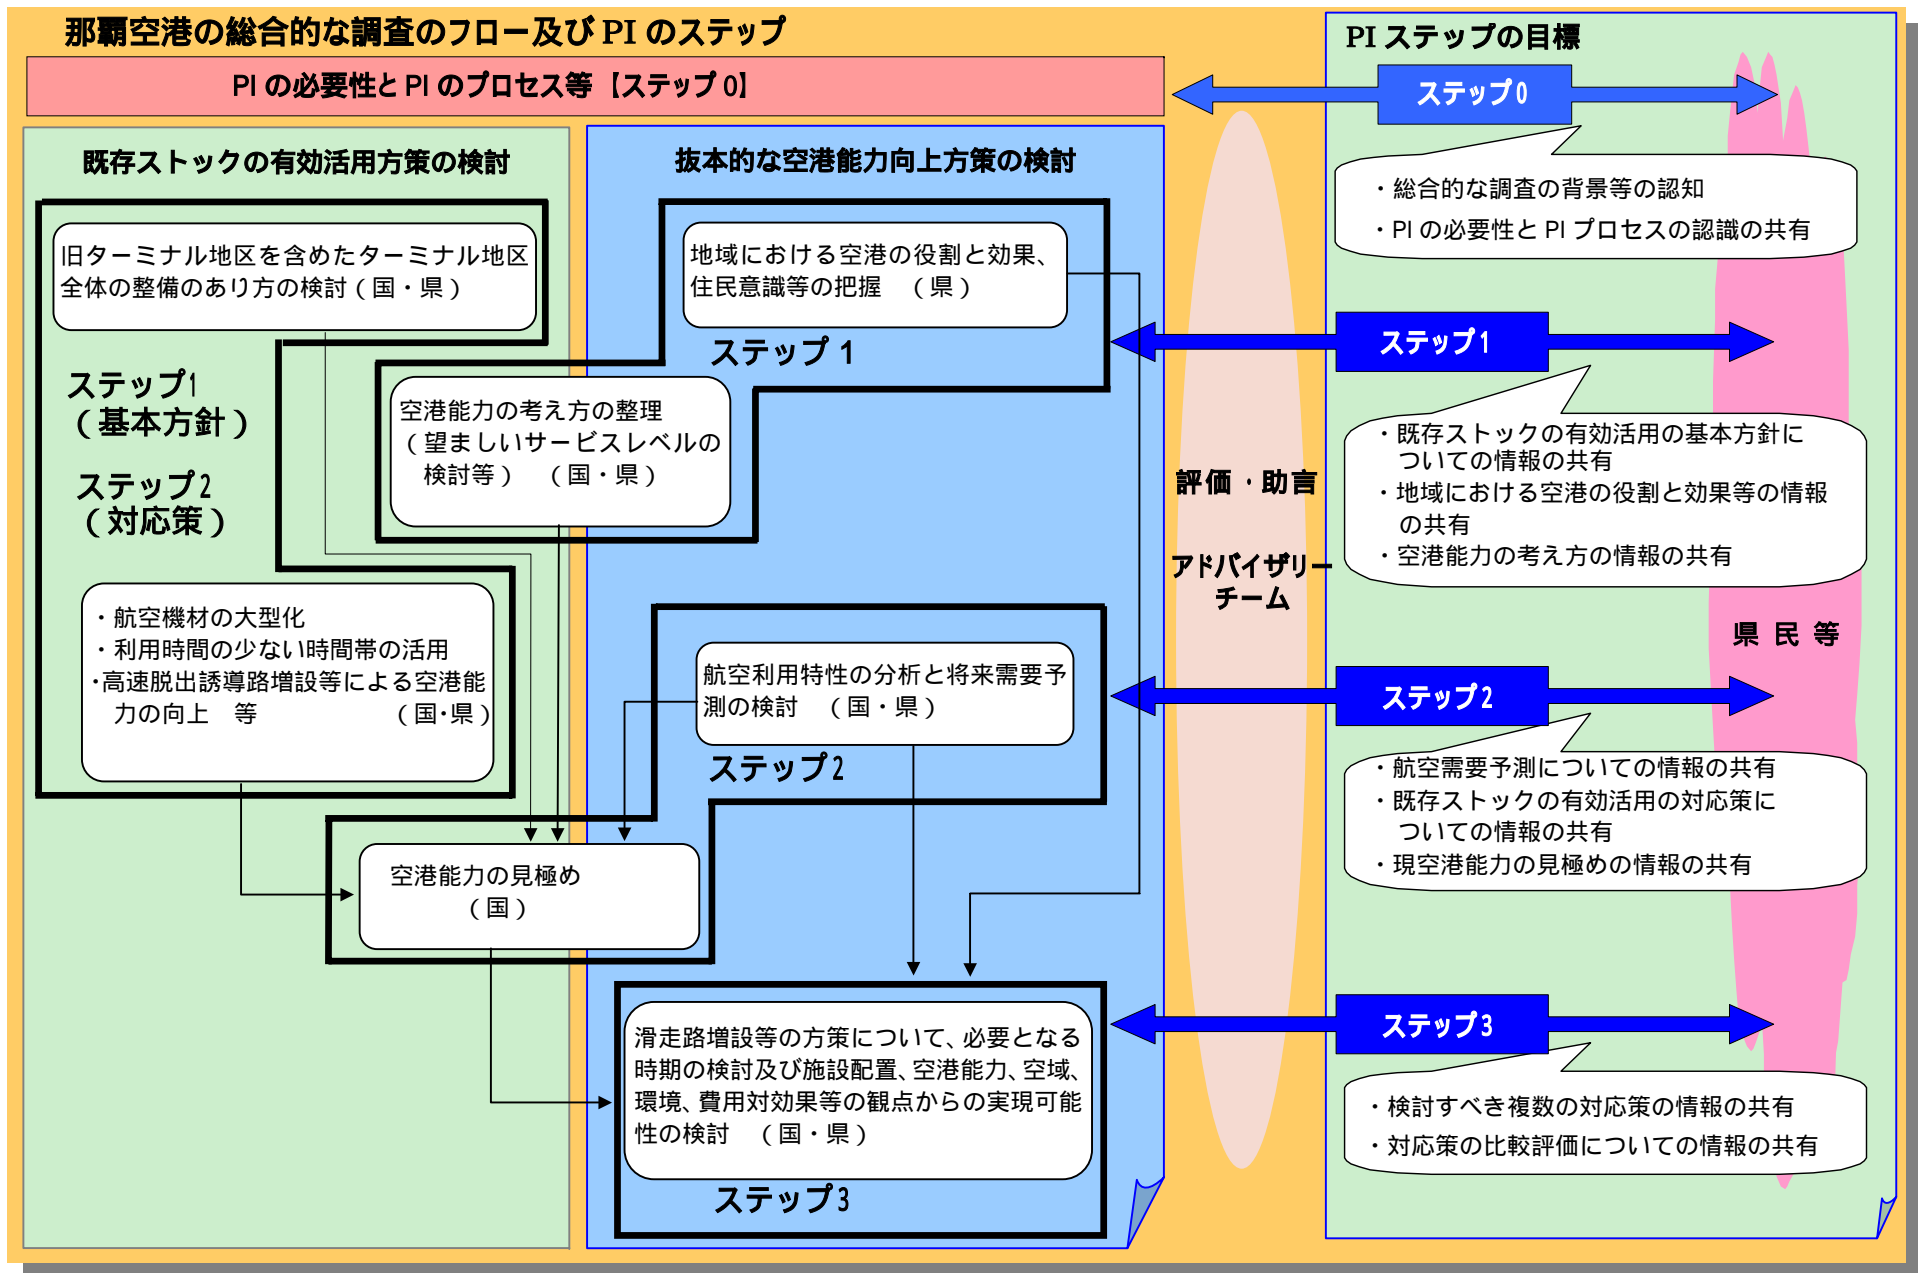 那覇空港の総合的な調査のフロー及び PI のステップ
PI の必要性と PI のプロセス等 【ステップ 0】
既存ストックの有効活用方策の検討
旧ターミナル地区を含めたターミナル地区
全体の整備のあり方の検討（国・県）
ステップ1
（基本方針）
ステップ2
（対応策）
・航空機材の大型化
・利用時間の少ない時間帯の活用
・高速脱出誘導路増設等による空港能
力の向上 等 （国・県）
抜本的な空港能力向上方策の検討
地域における空港の役割と効果、
住民意識等の把握 （県）
ステップ 1
空港能力の考え方の整理
（望ましいサービスレベルの
検討等） （国・県）
航空利用特性の分析と将来需要予
測の検討 （国・県）
ステップ2
空港能力の見極め
（国）
滑走路増設等の方策について、必要となる
時期の検討及び施設配置、空港能力、空域、
環境、費用対効果等の観点からの実現可能
性の検討 （国・県）
ステップ3
評価・助言
アドバイザリー
チーム
PI ステップの目標
ステップ0
・総合的な調査の背景等の認知
・PI の必要性と PI プロセスの認識の共有
ステップ1
・既存ストックの有効活用の基本方針に
ついての情報の共有
・地域における空港の役割と効果等の情報
の共有
・空港能力の考え方の情報の共有
県 民 等
ステップ2
・航空需要予測についての情報の共有
・既存ストックの有効活用の対応策に
ついての情報の共有
・現空港能力の見極めの情報の共有
ステップ3
・検討すべき複数の対応策の情報の共有
・対応策の比較評価についての情報の共有